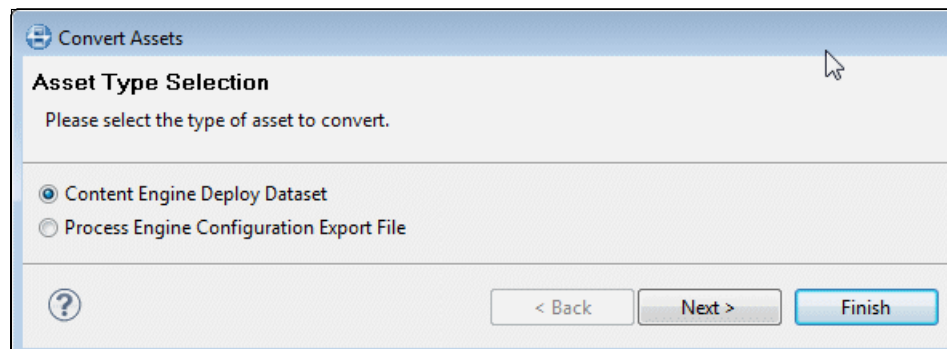 Convert Assets
Asset Type Selection
Please select the type of asset to convert.
Content Engine Deploy Dataset
Process Engine Configuration Export File
?
< Back
Next >
Finish